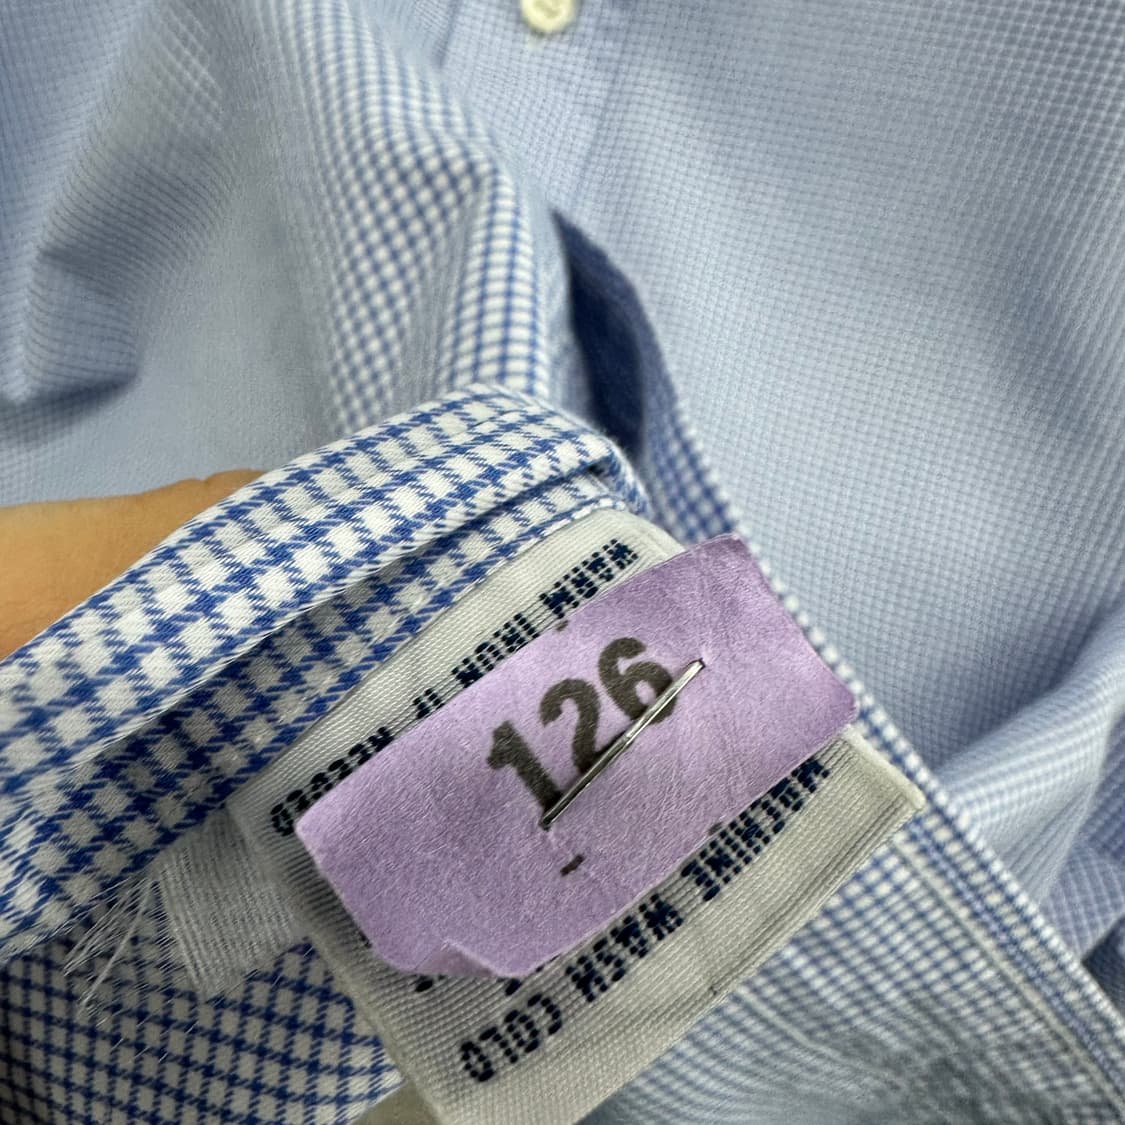 126
-
MACHINE WASH COLD
WARM IRON IF NEEDED